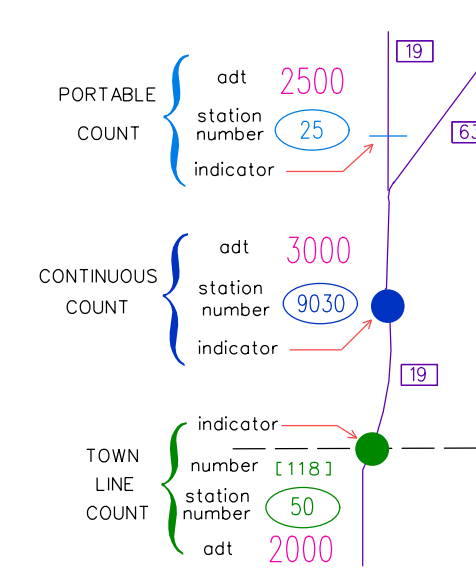 19
adt 2500
PORTABLE
COUNT
station
number 25
63
indicator
adt 3000
CONTINUOUS
COUNT
station
number 9030
indicator
19
indicator
TOWN
LINE
COUNT
number [118]
station
number 50
adt 2000